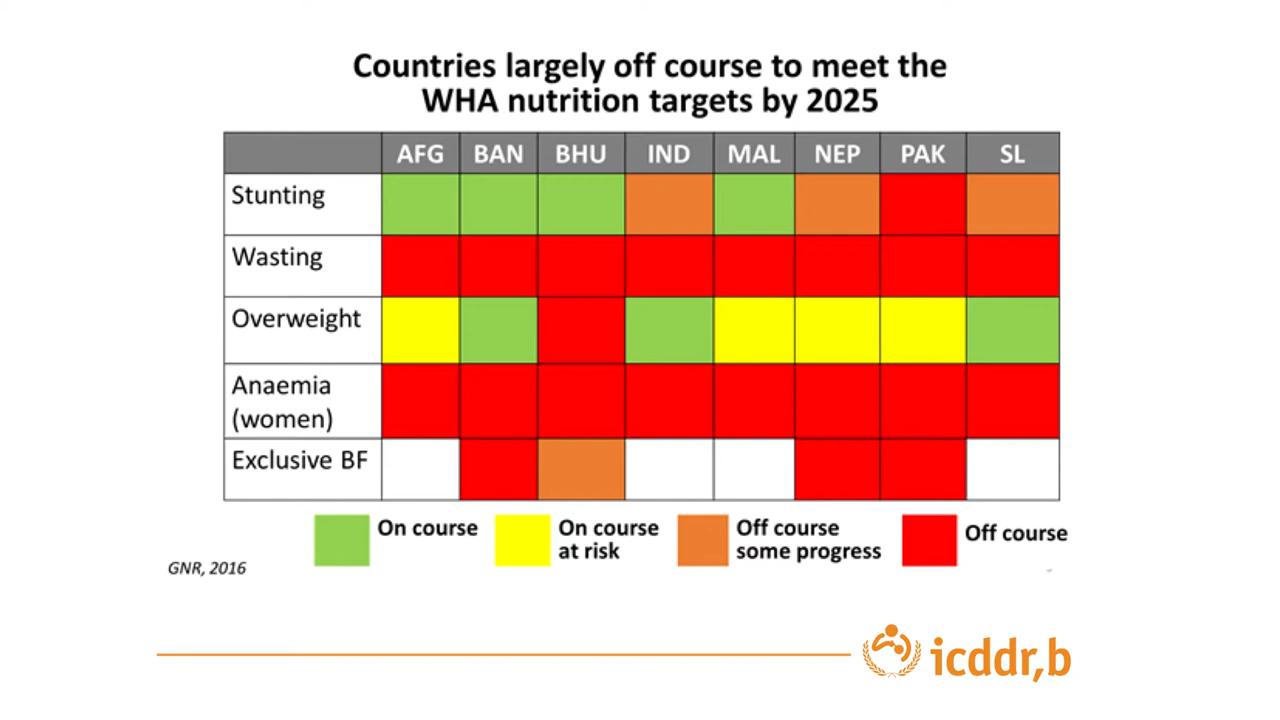 Countries largely off course to meet the
WHA nutrition targets by 2025
AFG BAN BHU IND MAL NEP PAK SL
Stunting
Wasting
Overweight
Anaemia
(women)
Exclusive BF
On course
On course
at risk
Off course
some progress
Off course
GNR, 2016
icddr,b